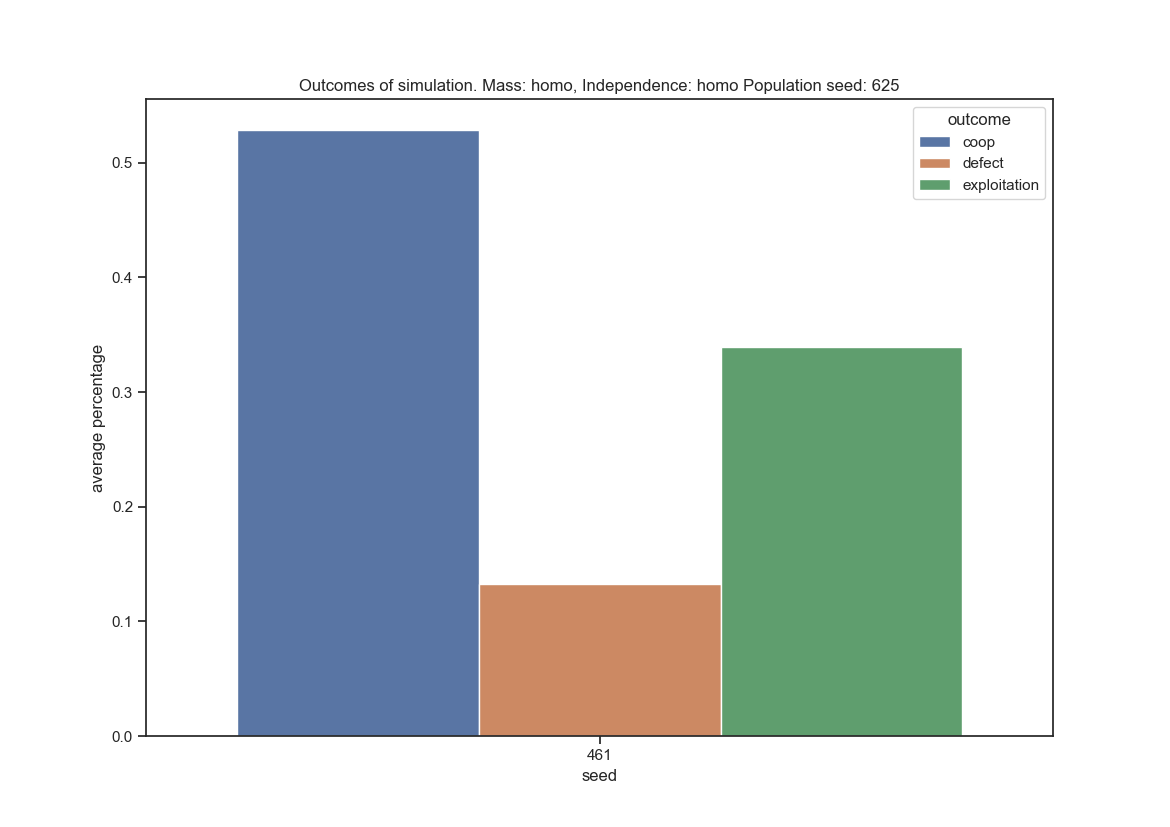 Outcomes of simulation. Mass: homo, Independence: homo Population seed: 625
outcome
coop
defect
exploitation
average percentage
0.5
0.4
0.3
0.2
0.1
0.0
461
seed